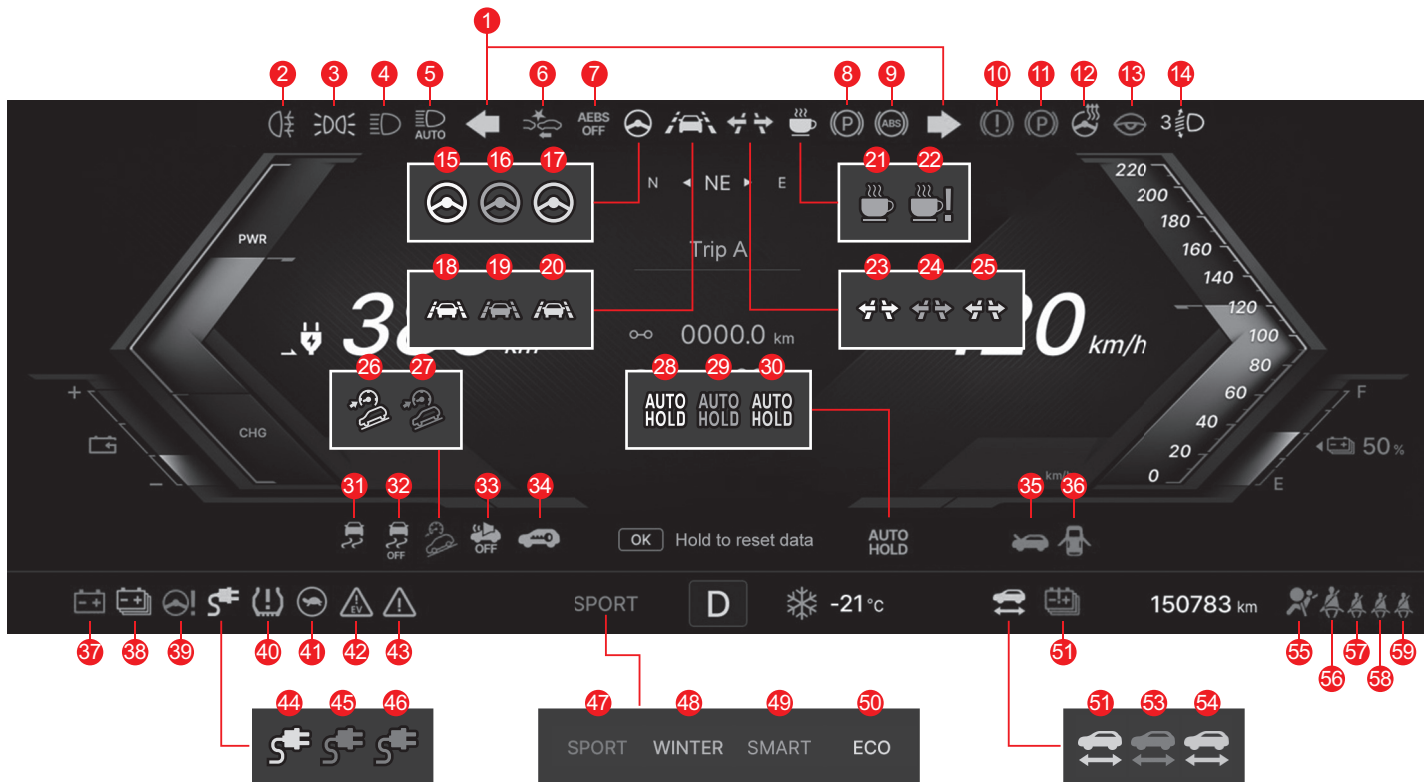 1
2 3 4 5 6 7 8 9 10 11 12 13 14
AUTO AEBS OFF P ABS ! P 3
15 16 17 21 22
N ◂ NE ▸ E
!
PWR
Trip A
18 19 20 23 24 25
0000.0 km
km/h
26 27 28 29 30
AUTO HOLD AUTO HOLD AUTO HOLD
220
200
180
160
140
120
100
80
60
40
20
0
km/h
+
-
CHG
F
50%
E
31 32 33 34 35 36
OFF OFF OK Hold to reset data AUTO HOLD
- + - + ! ! EV ! SPORT D -21°C ! + 150783 km
37 38 39 40 41 42 43 51 55 56 57 58 59
44 45 46 47 48 49 50 51 53 54
SPORT WINTER SMART ECO